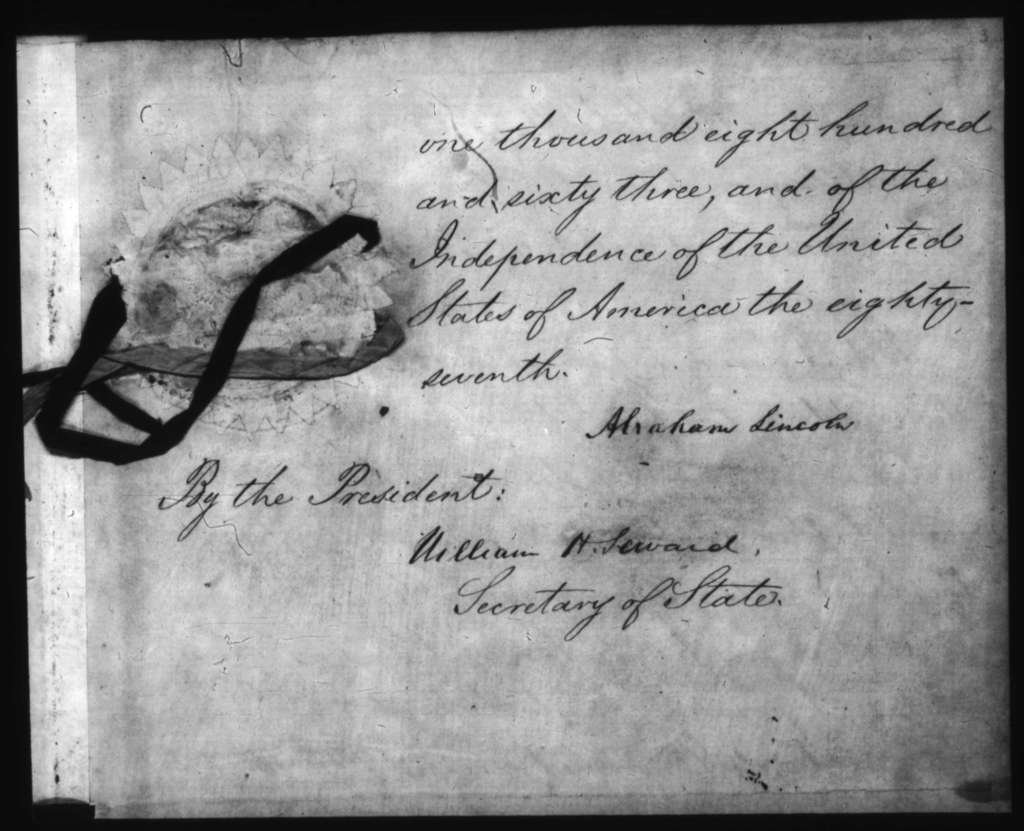 one thousand eight hundred
and sixty three, and of the
Independence of the United
States of America the eighty-
seventh.
Abraham Lincoln
By the President:
William H. Seward,
Secretary of State.